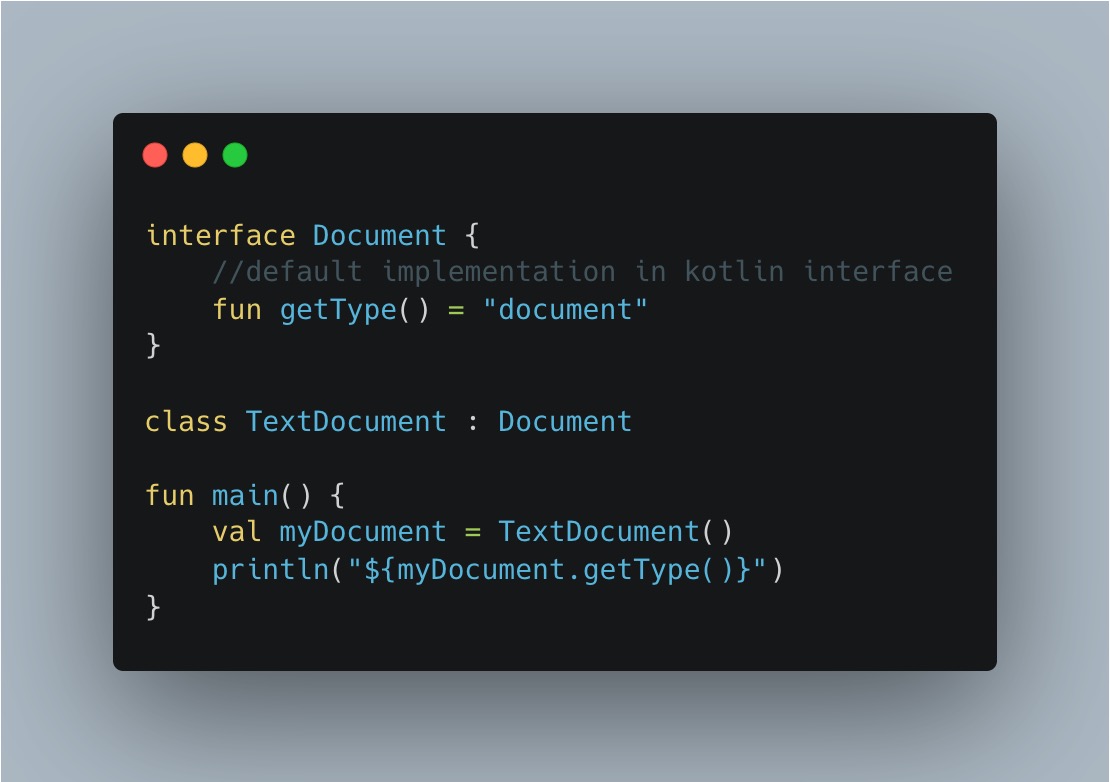 interface Document {
    //default implementation in kotlin interface
    fun getType() = "document"
}
class TextDocument : Document
fun main() {
    val myDocument = TextDocument()
    println("${myDocument.getType()}")
}